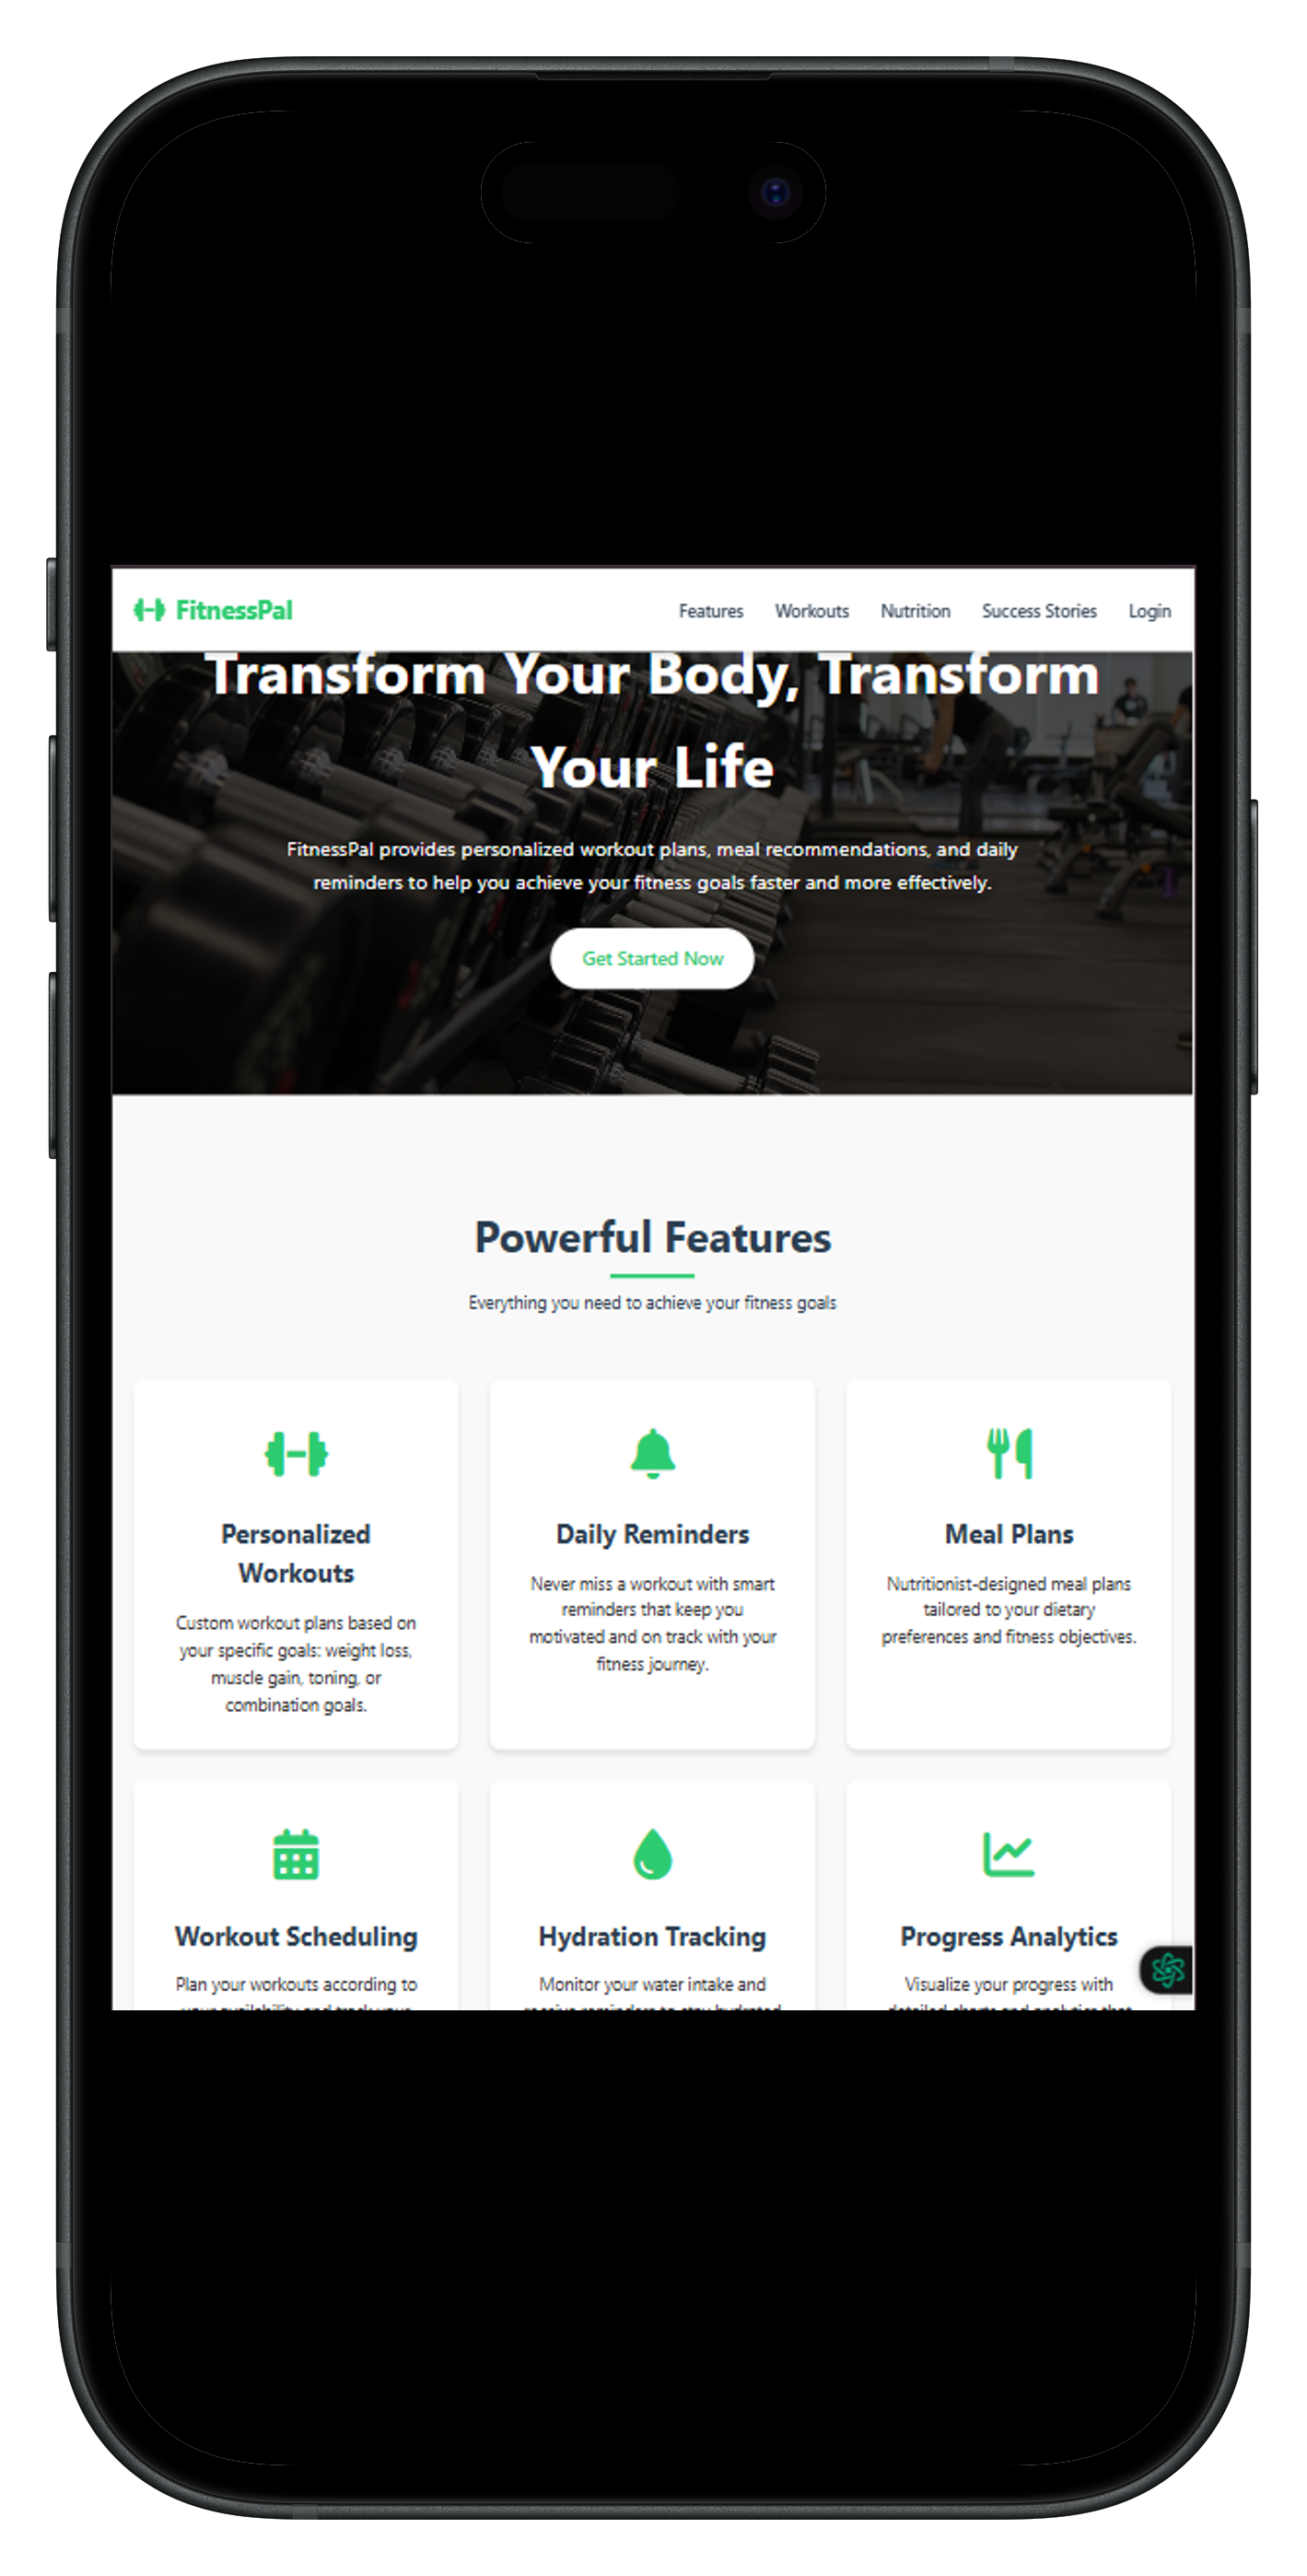 FitnessPal
Features Workouts Nutrition Success Stories Login
Transform Your Body, Transform
Your Life
FitnessPal provides personalized workout plans, meal recommendations, and daily
reminders to help you achieve your fitness goals faster and more effectively.
Get Started Now
Powerful Features
Everything you need to achieve your fitness goals
Personalized
Workouts
Custom workout plans based on
your specific goals: weight loss,
muscle gain, toning, or
combination goals.
Daily Reminders
Never miss a workout with smart
reminders that keep you
motivated and on track with your
fitness journey.
Meal Plans
Nutritionist-designed meal plans
tailored to your dietary
preferences and fitness objectives.
Workout Scheduling
Plan your workouts according to
Hydration Tracking
Monitor your water intake and
Progress Analytics
Visualize your progress with